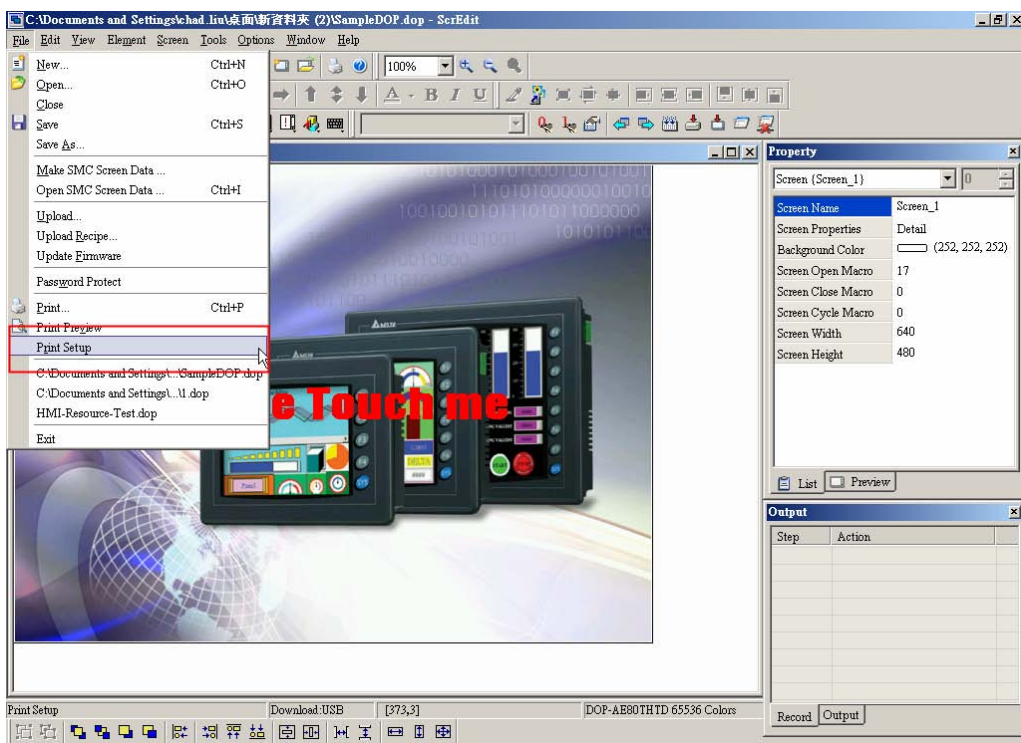 C:\Documents and Settings\chad.liu\桌面\新資料夾 (2)\SampleDOP.dop - ScrEdit
File Edit View Element Screen Tools Options Window Help
New... Ctrl+N
Open... Ctrl+O
Close
Save Ctrl+S
Save As...
Make SMC Screen Data ...
Open SMC Screen Data ... Ctrl+I
Upload...
Upload Recipe...
Update Firmware
Password Protect
Print... Ctrl+P
Print Preview
Print Setup
C:\Documents and Settings\...\SampleDOP.dop
C:\Documents and Settings\...\1.dop
HMI-Resource-Test.dop
Exit
100%
A B I U
e Touch me
DELTA
START
Property
Screen {Screen_1} 0
Screen Name Screen_1
Screen Properties Detail
Background Color (252, 252, 252)
Screen Open Macro 17
Screen Close Macro 0
Screen Cycle Macro 0
Screen Width 640
Screen Height 480
List Preview
Output
Step Action
Record Output
Print Setup Download:USB [373,3] DOP-AE80THTD 65536 Colors